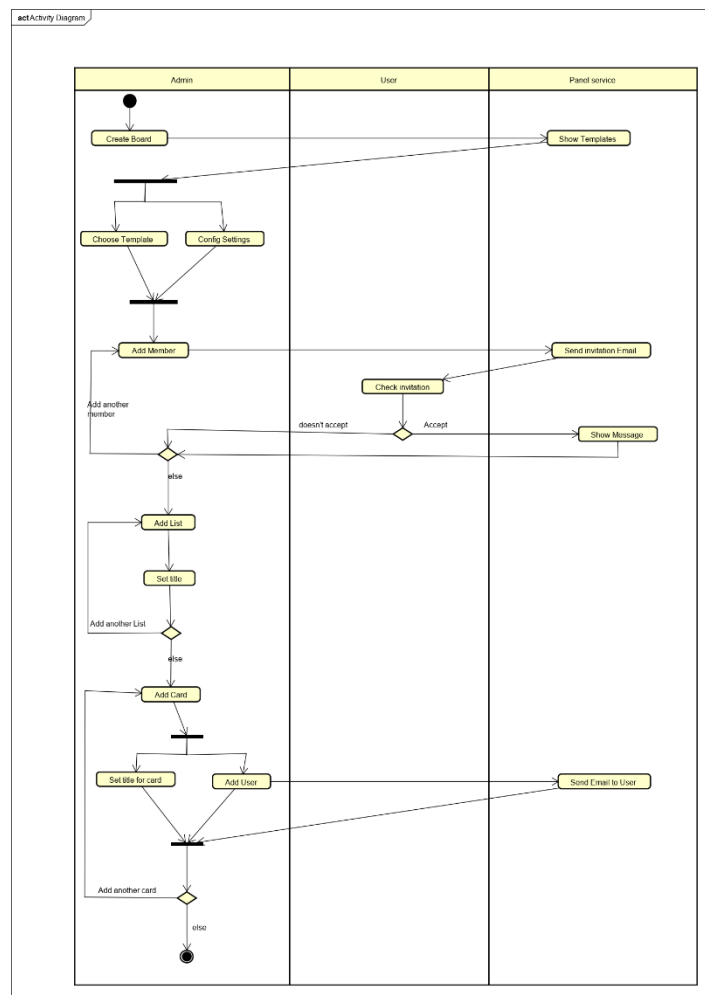 act Activity Diagram
Admin
User
Panel service
Create Board
Show Templates
Choose Template
Config Settings
Add Member
Send invitation Email
Check invitation
Add another
member
doesn't accept
Accept
Show Message
else
Add List
Set title
Add another List
else
Add Card
Set title for card
Add User
Send Email to User
Add another card
else